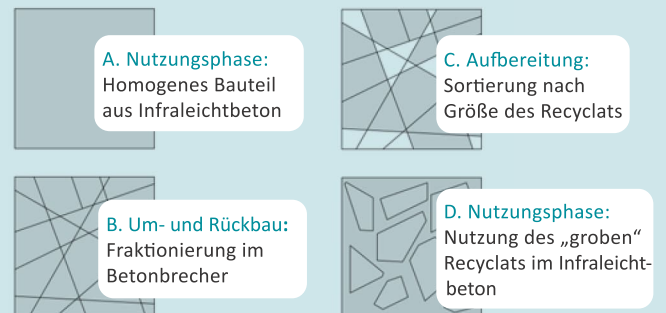 A. Nutzungsphase:
Homogenes Bauteil
aus Infraleichtbeton
B. Um- und Rückbau:
Fraktionierung im
Betonbrecher
C. Aufbereitung:
Sortierung nach
Größe des Recyclats
D. Nutzungsphase:
Nutzung des „groben“
Recyclats im Infraleicht-
beton